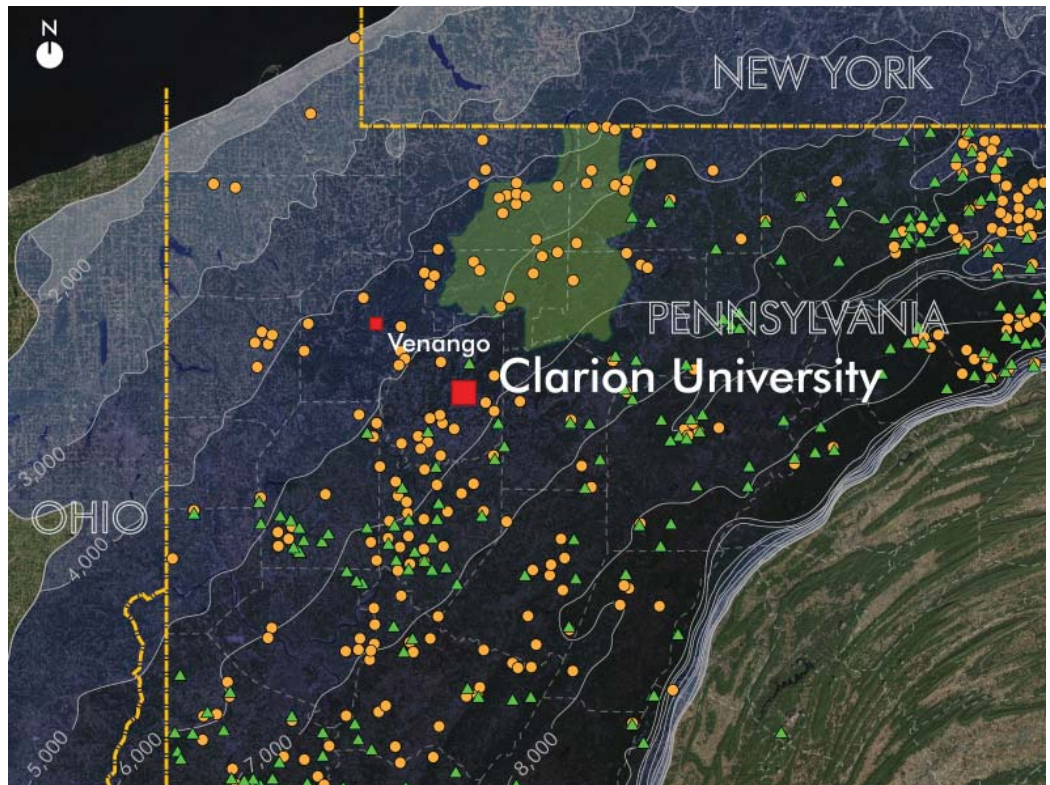 N
NEW YORK
2,000
PENNSYLVANIA
Venango
Clarion University
3,000
OHIO
4,000
5,000
6,000
7,000
8,000